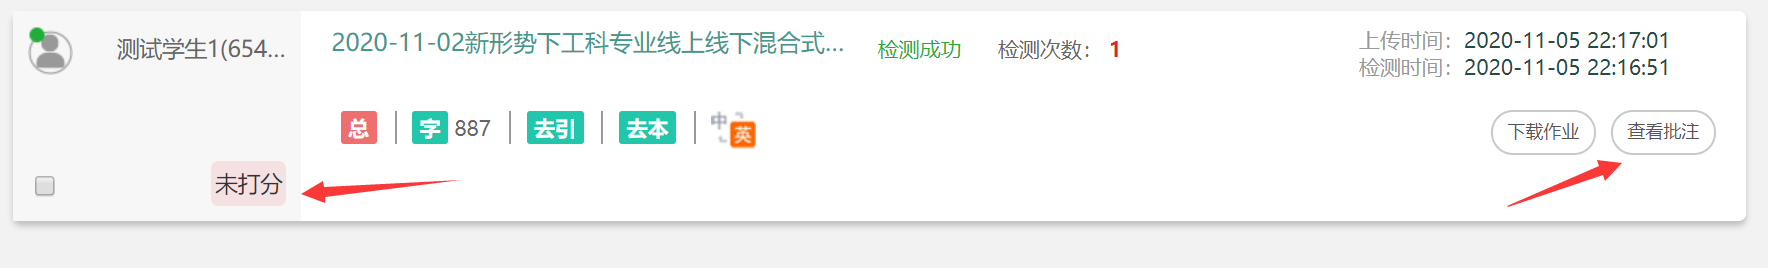 测试学生1(654...
2020-11-02新形势下工科专业线上线下混合式...
检测成功
检测次数：1
上传时间：2020-11-05 22:17:01
检测时间：2020-11-05 22:16:51
总
字 887
去引
去本
中 英
下载作业
查看批注
未打分